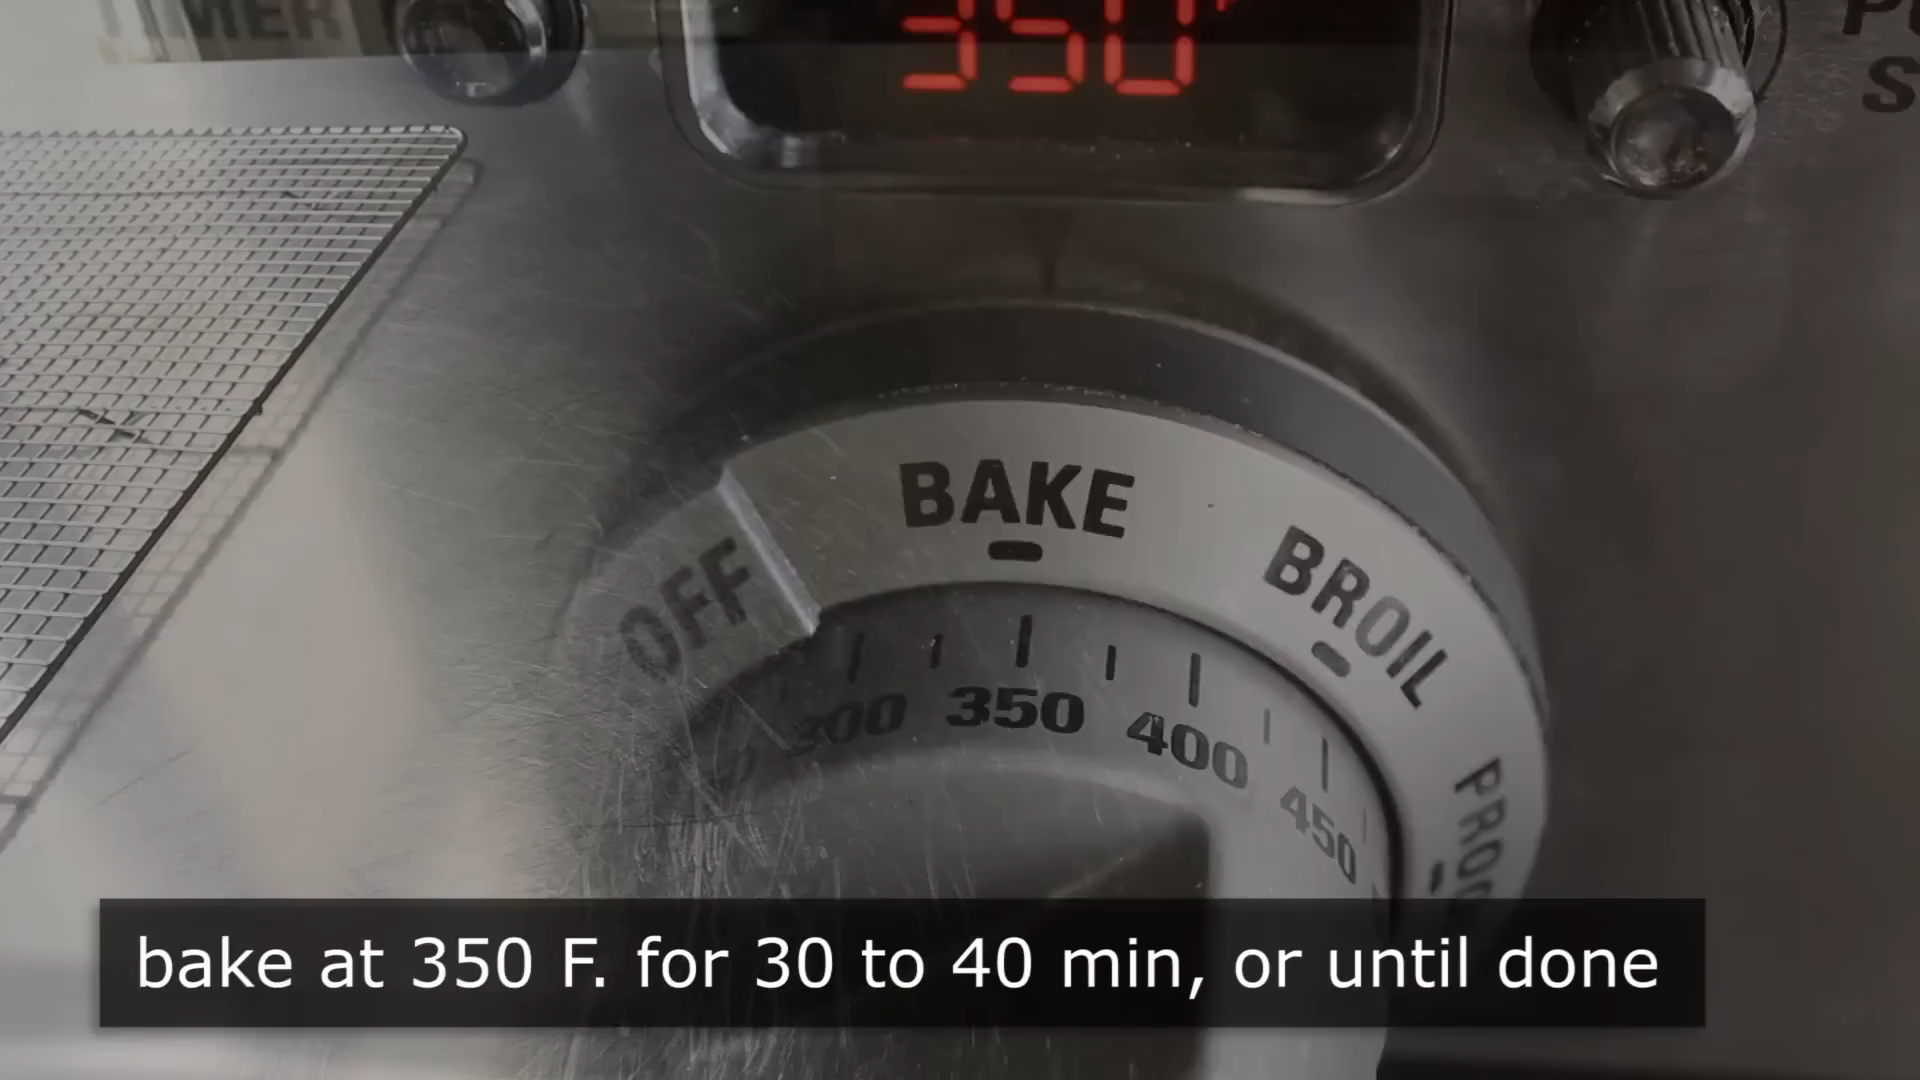 TIMER
350°
BAKE
BROIL
OFF
300
350
400
450
bake at 350 F. for 30 to 40 min, or until done